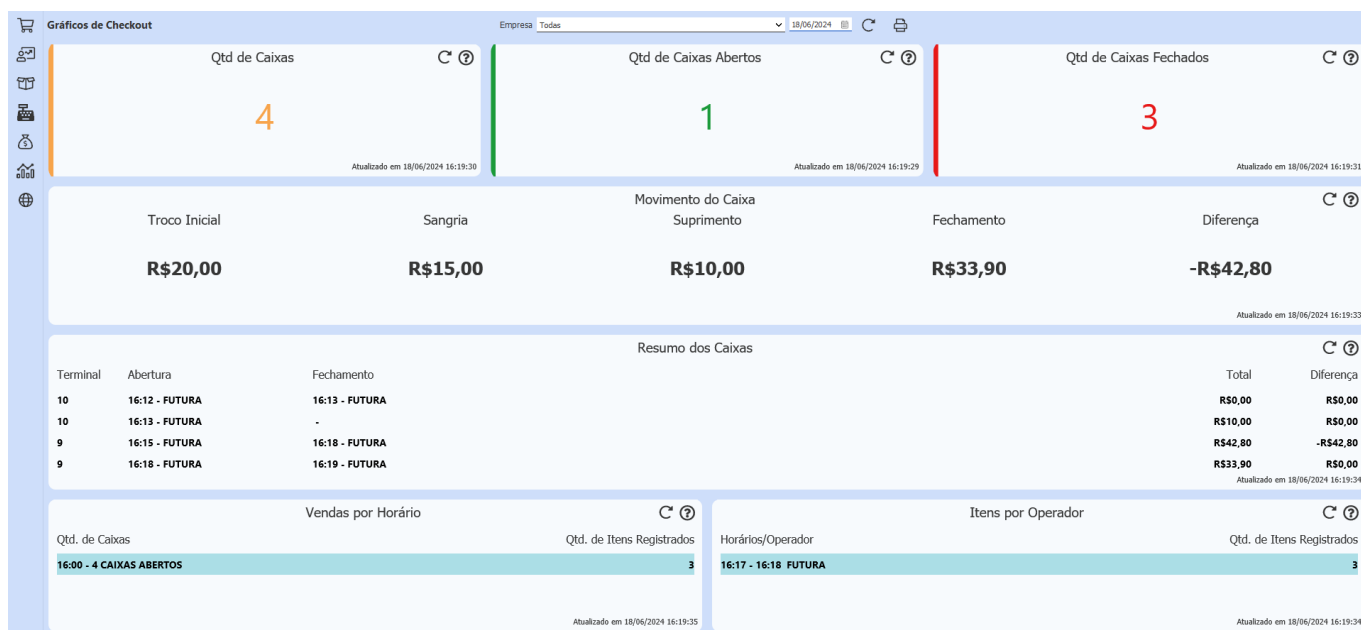 Gráficos de Checkout Empresa Todas 18/06/2024
Qtd de Caixas
4
Atualizado em 18/06/2024 16:19:30
Qtd de Caixas Abertos
1
Atualizado em 18/06/2024 16:19:29
Qtd de Caixas Fechados
3
Atualizado em 18/06/2024 16:19:31
Movimento do Caixa
Troco Inicial Sangria Suprimento Fechamento Diferença
R$20,00 R$15,00 R$10,00 R$33,90 -R$42,80
Atualizado em 18/06/2024 16:19:33
Resumo dos Caixas
Terminal Abertura Fechamento Total Diferença
10 16:12 - FUTURA 16:13 - FUTURA R$0,00 R$0,00
10 16:13 - FUTURA - R$10,00 R$0,00
9 16:15 - FUTURA 16:18 - FUTURA R$42,80 -R$42,80
9 16:18 - FUTURA 16:19 - FUTURA R$33,90 R$0,00
Atualizado em 18/06/2024 16:19:34
Vendas por Horário
Qtd. de Caixas Qtd. de Itens Registrados
16:00 - 4 CAIXAS ABERTOS 3
Atualizado em 18/06/2024 16:19:35
Itens por Operador
Horários/Operador Qtd. de Itens Registrados
16:17 - 16:18 FUTURA 3
Atualizado em 18/06/2024 16:19:34